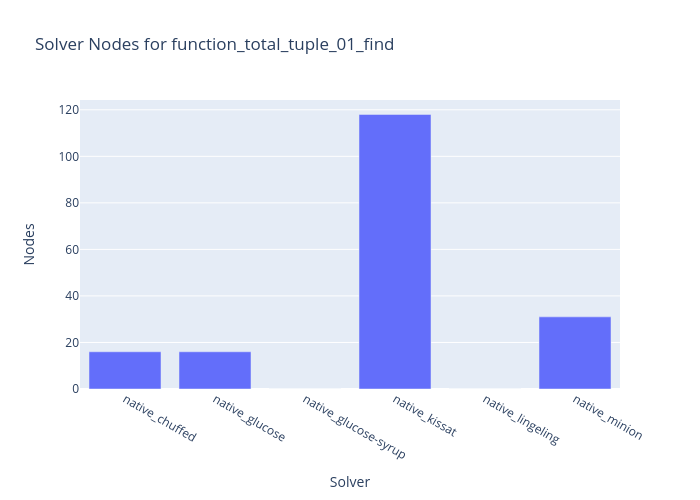 Solver Nodes for function_total_tuple_01_find
120
100
80
60
40
20
0
Nodes
native_chuffed
native_glucose
native_glucose-syrup
native_kissat
native_lingeling
native_minion
Solver